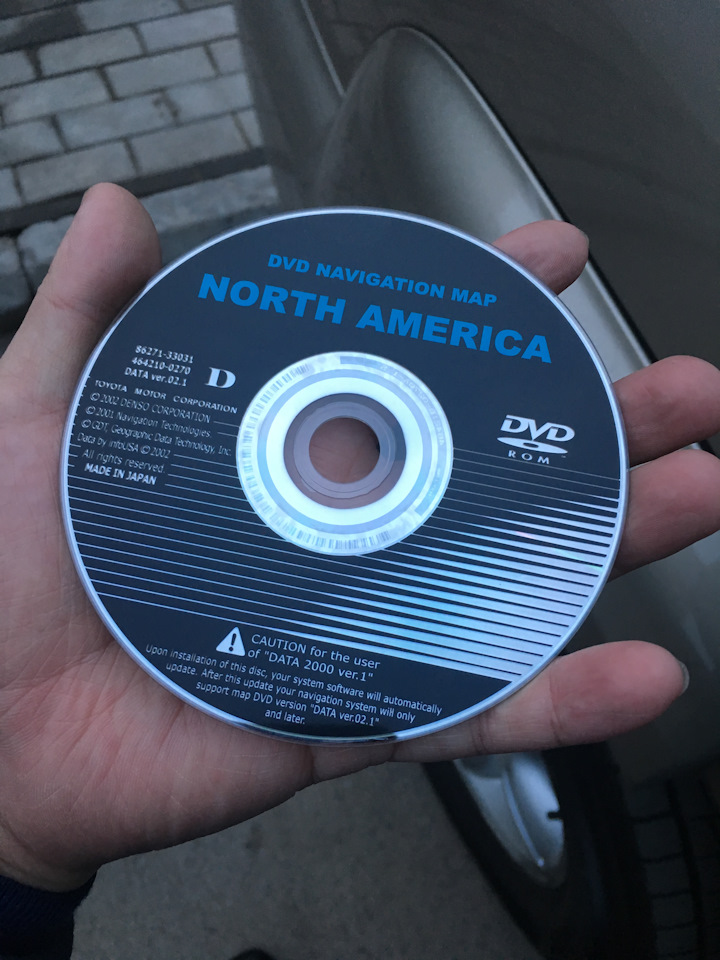 DVD NAVIGATION MAP
NORTH AMERICA
86271-33031
464210-0270
DATA ver.02.1
D
TOYOTA MOTOR CORPORATION
© 2002 DENSO CORPORATION
© 2001 Navigation Technologies.
© GDT, Geographic Data Technology, Inc.
Data by infoUSA © 2002
All rights reserved.
MADE IN JAPAN
DVD
ROM
CAUTION for the user
of "DATA 2000 ver.1"
Upon installation of this disc, your system software will automatically
update. After this update your navigation system will only
support map DVD version "DATA ver.02.1"
and later.